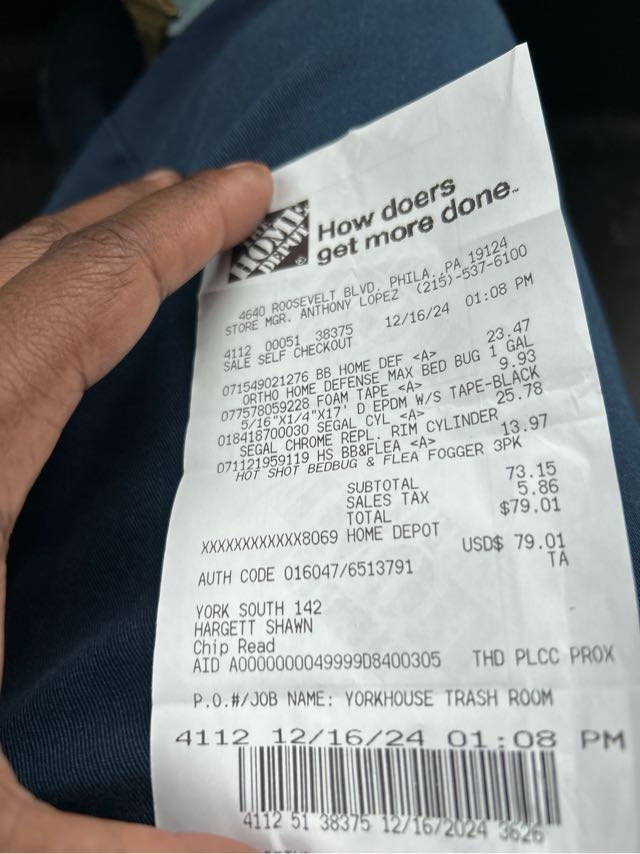 THE HOME DEPOT
How doers
get more done.™
4640 ROOSEVELT BLVD. PHILA., PA 19124
STORE MGR. ANTHONY LOPEZ (215)-537-6100
4112 00051 38375 12/16/24 01:08 PM
SALE SELF CHECKOUT
071549021276 BB HOME DEF <A> 23.47
ORTHO HOME DEFENSE MAX BED BUG 1 GAL
077578059228 FOAM TAPE <A> 9.93
5/16"X1/4"X17' D EPDM W/S TAPE-BLACK
018418700030 SEGAL CYL <A> 25.78
SEGAL CHROME REPL. RIM CYLINDER
071121959119 HS BB&FLEA <A> 13.97
HOT SHOT BEDBUG & FLEA FOGGER 3PK
SUBTOTAL 73.15
SALES TAX 5.86
TOTAL $79.01
XXXXXXXXXXXX8069 HOME DEPOT
USD$ 79.01
AUTH CODE 016047/6513791 TA
YORK SOUTH 142
HARGETT SHAWN
Chip Read
AID A0000000049999D8400305 THD PLCC PROX
P.O.#/JOB NAME: YORKHOUSE TRASH ROOM
4112 12/16/24 01:08 PM
4112 51 38375 12/16/2024 3626